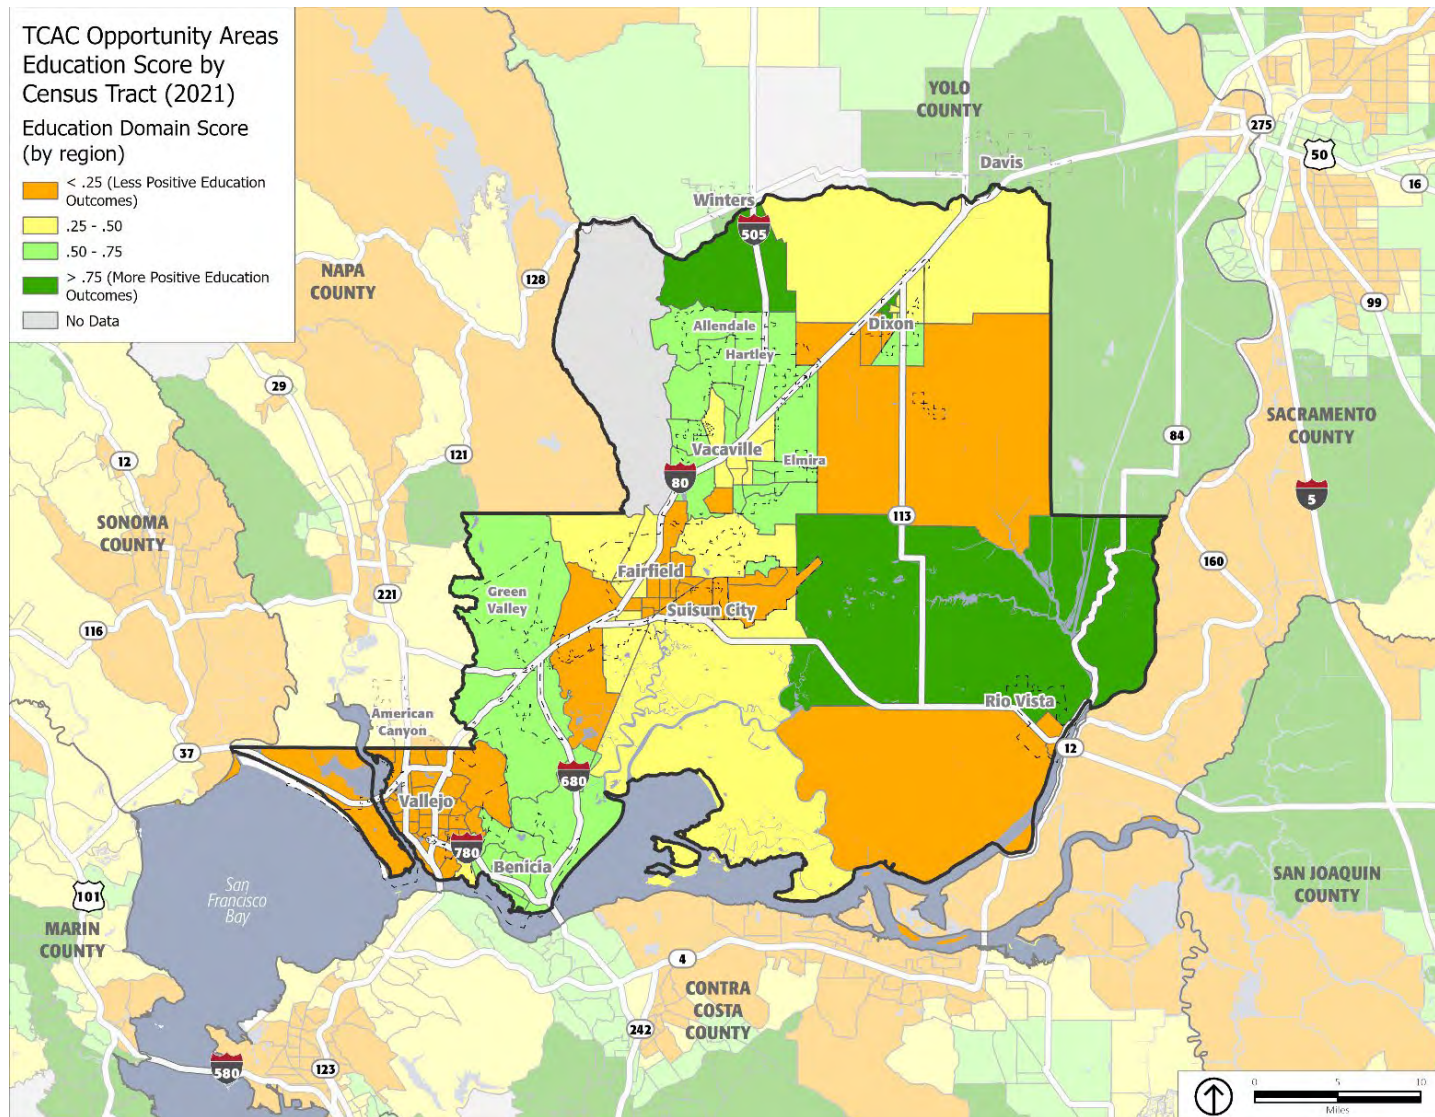 TCAC Opportunity Areas
Education Score by
Census Tract (2021)
Education Domain Score
(by region)
< .25 (Less Positive Education
Outcomes)
.25 - .50
.50 - .75
> .75 (More Positive Education
Outcomes)
No Data
YOLO
COUNTY
275
50
Davis
16
Winters
505
NAPA
COUNTY
128
99
Allendale
Dixon
Hartley
29
SACRAMENTO
COUNTY
84
121
12
Vacaville
Elmira
80
5
SONOMA
COUNTY
113
160
Fairfield
221
Green
Valley
Suisun City
116
Rio Vista
American
Canyon
37
12
680
Vallejo
780
Benicia
San
Francisco
Bay
101
SAN JOAQUIN
COUNTY
MARIN
COUNTY
4
CONTRA
COSTA
COUNTY
242
580
123
0 5 10
Miles